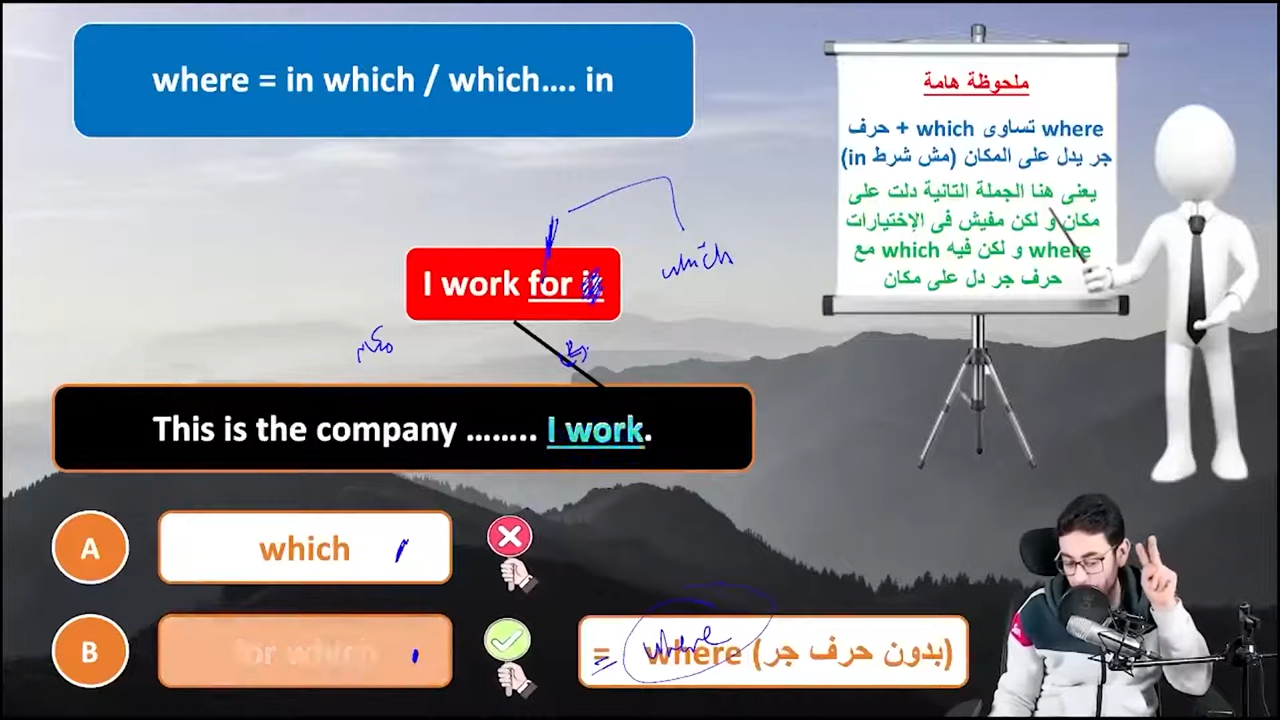 where = in which / which.... in
ملحوظة هامة
where تساوى which + حرف
جر يدل على المكان (مش شرط in)
يعنى هنا الجملة التانية دلت على
مكان و لكن مفيش فى الإختيارات
where و لكن فيه which مع
حرف جر دل على مكان
which
I work for it
This is the company ........ I work.
A
which
B
for which
= where (بدون حرف جر)
where